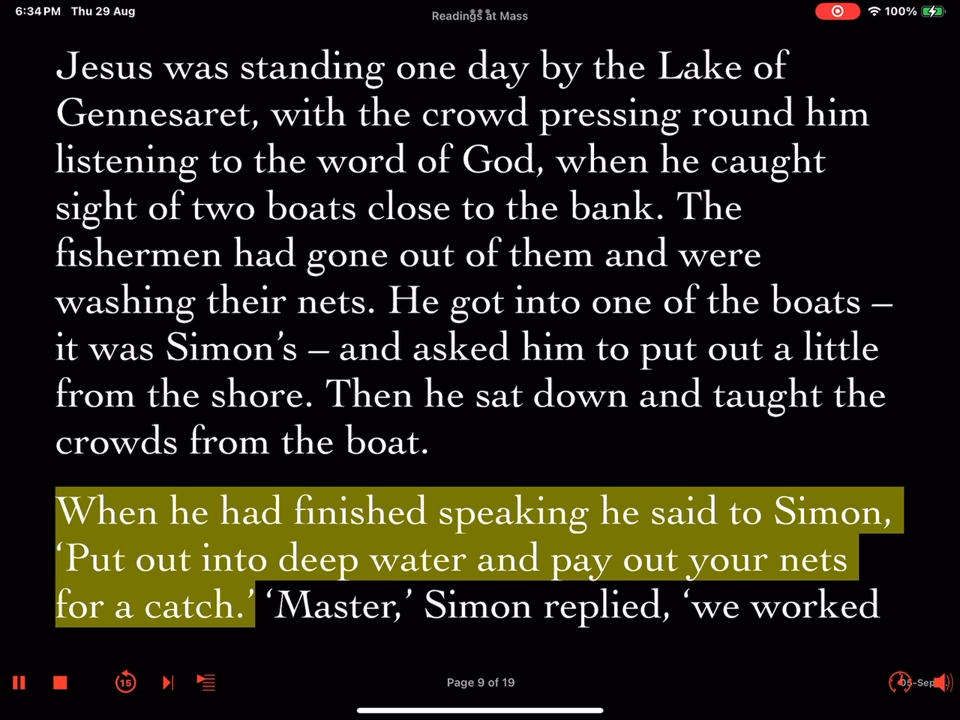 6:34 PM Thu 29 Aug
Readings at Mass
100%
Jesus was standing one day by the Lake of
Gennesaret, with the crowd pressing round him
listening to the word of God, when he caught
sight of two boats close to the bank. The
fishermen had gone out of them and were
washing their nets. He got into one of the boats –
it was Simon’s – and asked him to put out a little
from the shore. Then he sat down and taught the
crowds from the boat.
When he had finished speaking he said to Simon,
‘Put out into deep water and pay out your nets
for a catch.’ ‘Master,’ Simon replied, ‘we worked
15
Page 9 of 19